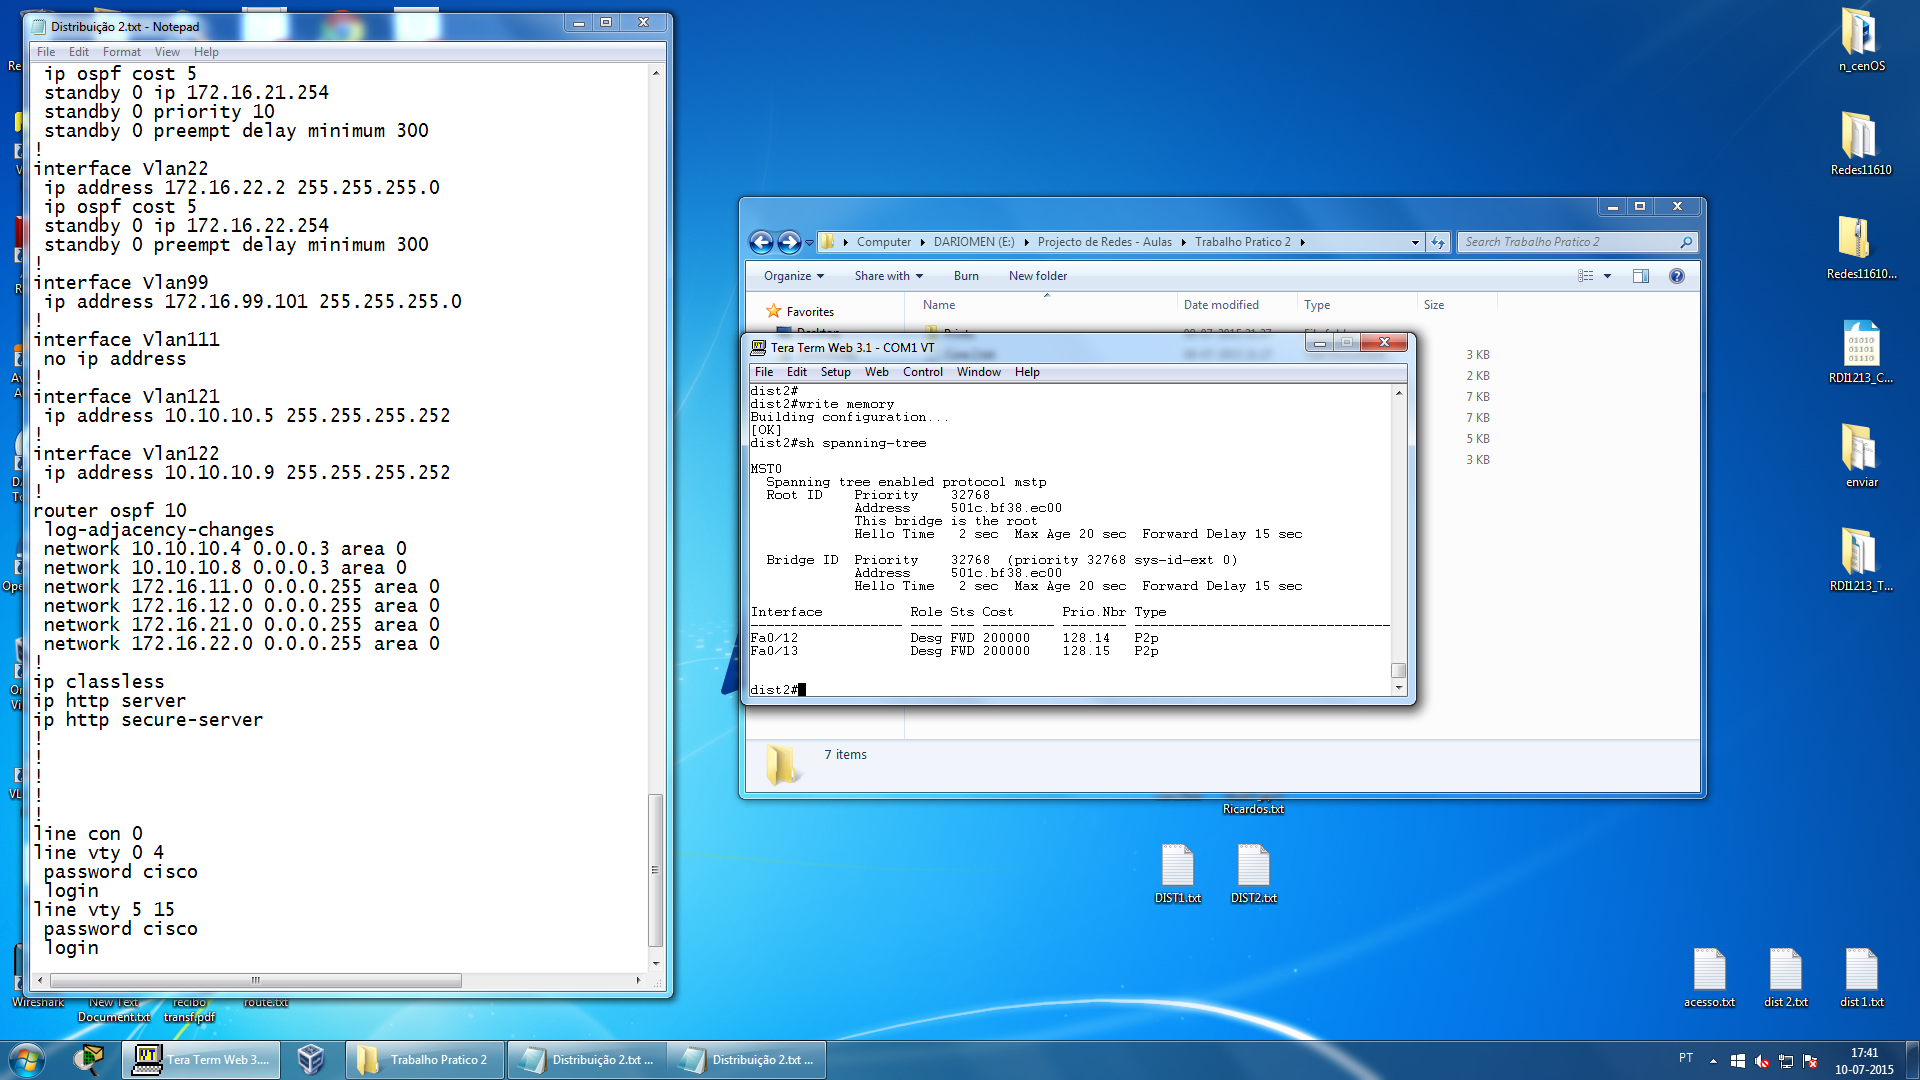 Distribuição 2.txt - Notepad
File Edit Format View Help
ip ospf cost 5
standby 0 ip 172.16.21.254
standby 0 priority 10
standby 0 preempt delay minimum 300
!
interface Vlan22
ip address 172.16.22.2 255.255.255.0
ip ospf cost 5
standby 0 ip 172.16.22.254
standby 0 preempt delay minimum 300
!
interface Vlan99
ip address 172.16.99.101 255.255.255.0
!
interface Vlan111
no ip address
!
interface Vlan121
ip address 10.10.10.5 255.255.255.252
!
interface Vlan122
ip address 10.10.10.9 255.255.255.252
!
router ospf 10
log-adjacency-changes
network 10.10.10.4 0.0.0.3 area 0
network 10.10.10.8 0.0.0.3 area 0
network 172.16.11.0 0.0.0.255 area 0
network 172.16.12.0 0.0.0.255 area 0
network 172.16.21.0 0.0.0.255 area 0
network 172.16.22.0 0.0.0.255 area 0
!
ip classless
ip http server
ip http secure-server
!
!
!
!
!
line con 0
line vty 0 4
password cisco
login
line vty 5 15
password cisco
login
Computer DARIOMEN (E:) Projecto de Redes - Aulas Trabalho Pratico 2
Search Trabalho Pratico 2
Organize Share with Burn New folder
Favorites
Name Date modified Type Size
3 KB
2 KB
7 KB
7 KB
5 KB
3 KB
7 items
Tera Term Web 3.1 - COM1 VT
File Edit Setup Web Control Window Help
dist2#
dist2#write memory
Building configuration...
[OK]
dist2#sh spanning-tree
MST0
Spanning tree enabled protocol mstp
Root ID Priority 32768
Address 501c.bf38.ec00
This bridge is the root
Hello Time 2 sec Max Age 20 sec Forward Delay 15 sec
Bridge ID Priority 32768 (priority 32768 sys-id-ext 0)
Address 501c.bf38.ec00
Hello Time 2 sec Max Age 20 sec Forward Delay 15 sec
Interface Role Sts Cost Prio.Nbr Type
------------------- ---- --- --------- -------- --------------------------------
Fa0/12 Desg FWD 200000 128.14 P2p
Fa0/13 Desg FWD 200000 128.15 P2p
dist2#
n_cenOS
Redes11610
Redes11610...
RDI1213_C...
enviar
RDI1213_T...
Ricardos.txt
DIST1.txt
DIST2.txt
acesso.txt
dist 2.txt
dist 1.txt
Wireshark
New Text Document.txt
recibo transf.pdf
route.txt
Tera Term Web 3....
Trabalho Pratico 2
Distribuição 2.txt ...
Distribuição 2.txt ...
PT
17:41
10-07-2015